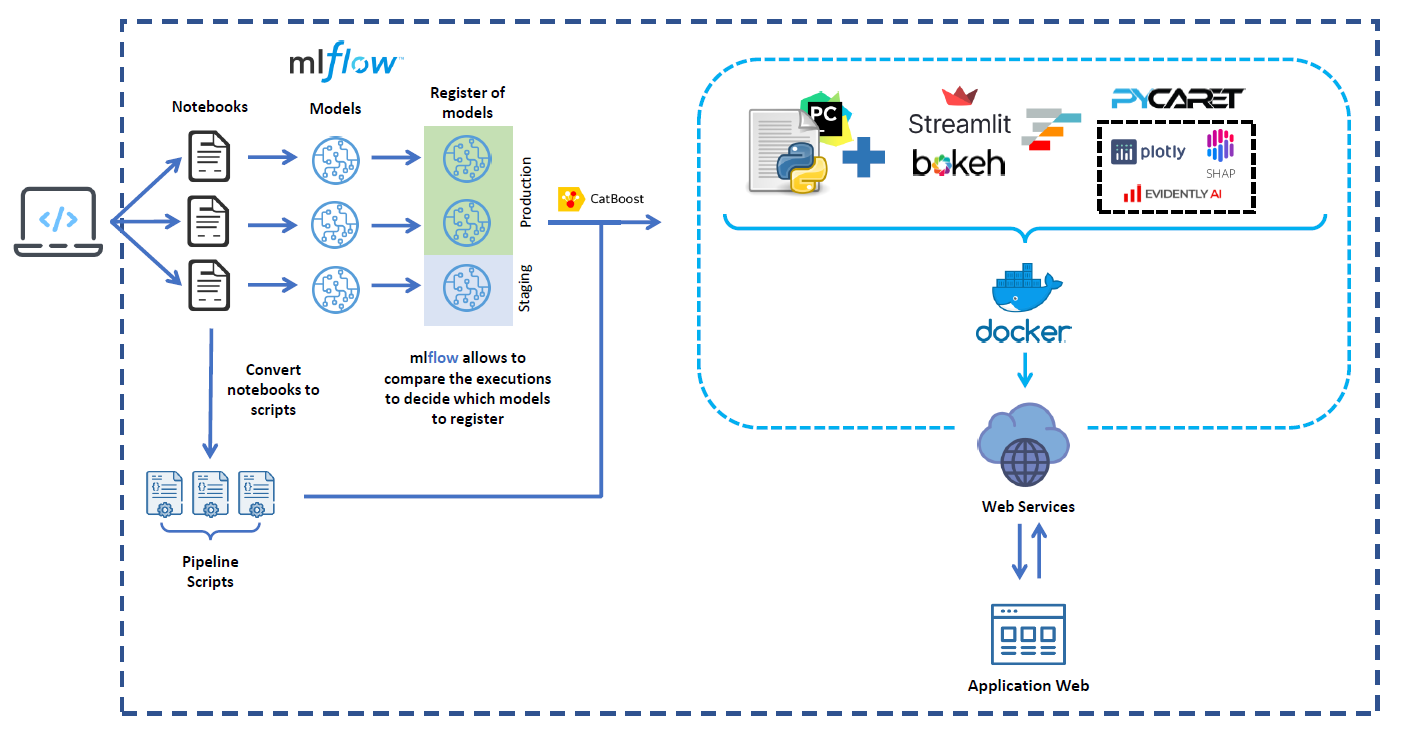 mlflow™
Notebooks
Models
Register of
models
Production
Staging
CatBoost
Convert
notebooks to
scripts
mlflow allows to
compare the executions
to decide which models
to register
{}
{}
{}
Pipeline
Scripts
</>
PC
Streamlit
bokeh
PYCARET
plotly
SHAP
EVIDENTLY AI
docker
Web Services
Application Web